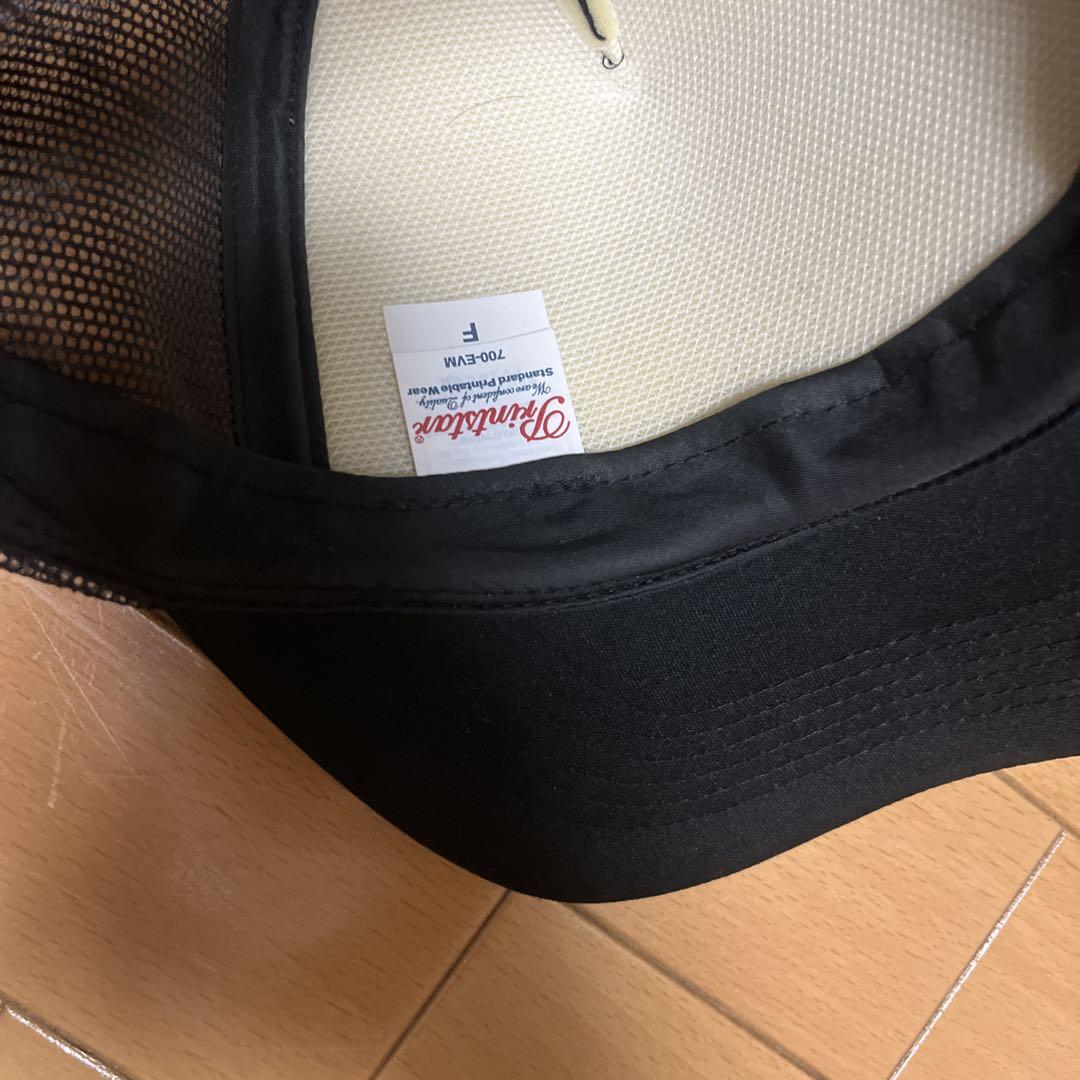 Printstar®
We are confident of Quality.
Standard Printable Wear
700-EVM
F